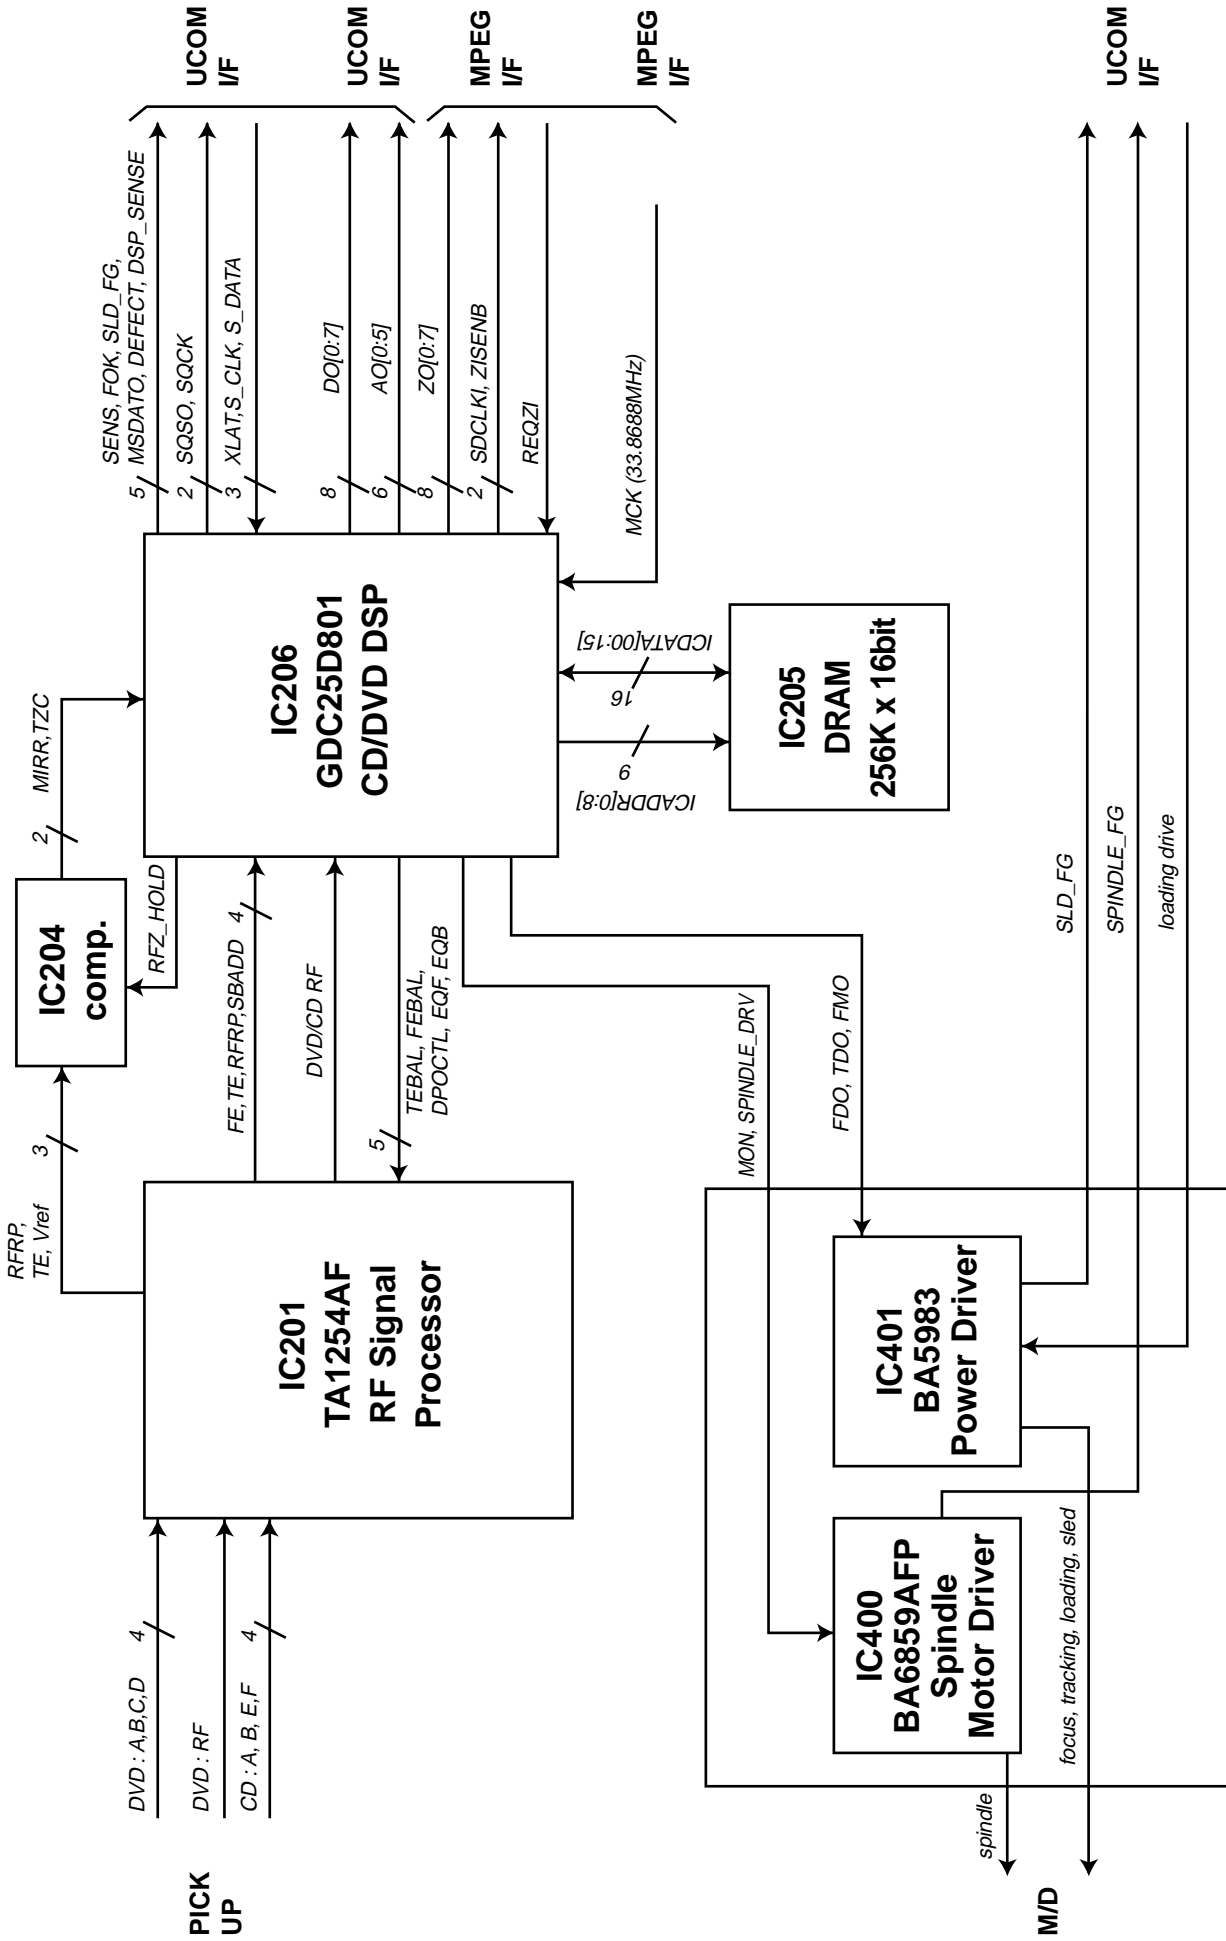 PICK
UP
DVD : A,B,C,D
4
DVD : RF
CD : A, B, E,F
4
IC201
TA1254AF
RF Signal
Processor
RFRP,
TE, Vref
3
IC204
comp.
2
MIRR,TZC
RFZ_HOLD
FE,TE,RFRP,SBADD
4
DVD/CD RF
5
TEBAL, FEBAL,
DPOCTL, EQF, EQB
MON, SPINDLE_DRV
FDO, TDO, FMO
IC206
GDC25D801
CD/DVD DSP
SENS, FOK, SLD_FG,
MSDATO, DEFECT, DSP_SENSE
5
2
SQSO, SQCK
3
XLAT,S_CLK, S_DATA
8
DO[0:7]
6
AO[0:5]
8
ZO[0:7]
2
SDCLKI, ZISENB
REQZI
MCK (33.8688MHz)
UCOM
I/F
UCOM
I/F
MPEG
I/F
MPEG
I/F
ICADDR[0:8]
9
16
ICDATA[00:15]
IC205
DRAM
256K x 16bit
IC400
BA6859AFP
Spindle
Motor Driver
IC401
BA5983
Power Driver
SLD_FG
SPINDLE_FG
loading drive
UCOM
I/F
spindle
focus, tracking, loading, sled
M/D